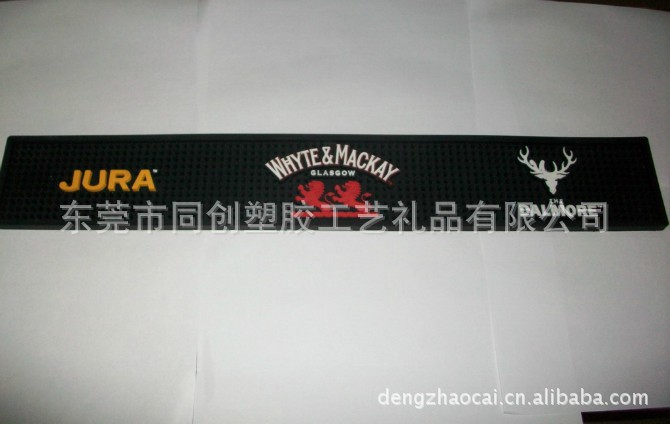 JURA
WHYTE & MACKAY
GLASGOW
THE
DALMORE
东莞市同创塑胶工艺礼品有限公司
dengzhaocai.cn.alibaba.com